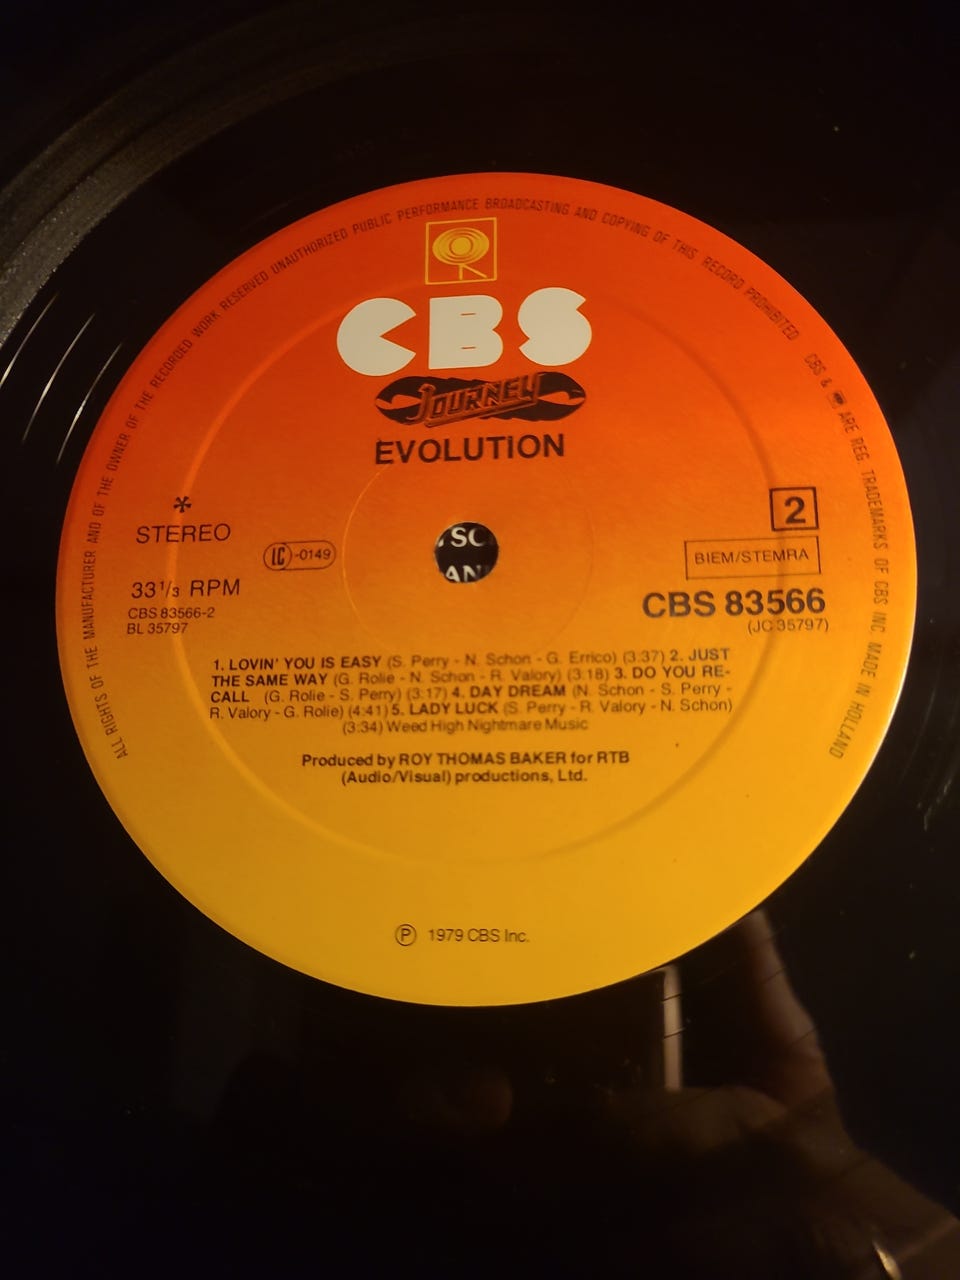 ALL RIGHTS OF THE MANUFACTURER AND OF THE OWNER OF THE RECORDED WORK RESERVED UNAUTHORIZED PUBLIC PERFORMANCE BROADCASTING AND COPYING OF THIS RECORD PROHIBITED CBS & ARE REG. TRADEMARKS OF CBS INC. MADE IN HOLLAND
CBS
JOURNEY
EVOLUTION
*
STEREO
LC -0149
33 1/3 RPM
CBS 83566-2
BL 35797
SC
AN
2
BIEM/STEMRA
CBS 83566
(JC 35797)
1. LOVIN' YOU IS EASY (S. Perry - N. Schon - G. Errico) (3:37) 2. JUST
THE SAME WAY (G. Rolie - N. Schon - R. Valory) (3:18) 3. DO YOU RE-
CALL (G. Rolie - S. Perry) (3:17) 4. DAY DREAM (N. Schon - S. Perry -
R. Valory - G. Rolie) (4:41) 5. LADY LUCK (S. Perry - R. Valory - N. Schon)
(3:34) Weed High Nightmare Music
Produced by ROY THOMAS BAKER for RTB
(Audio/Visual) productions, Ltd.
Ⓟ 1979 CBS Inc.